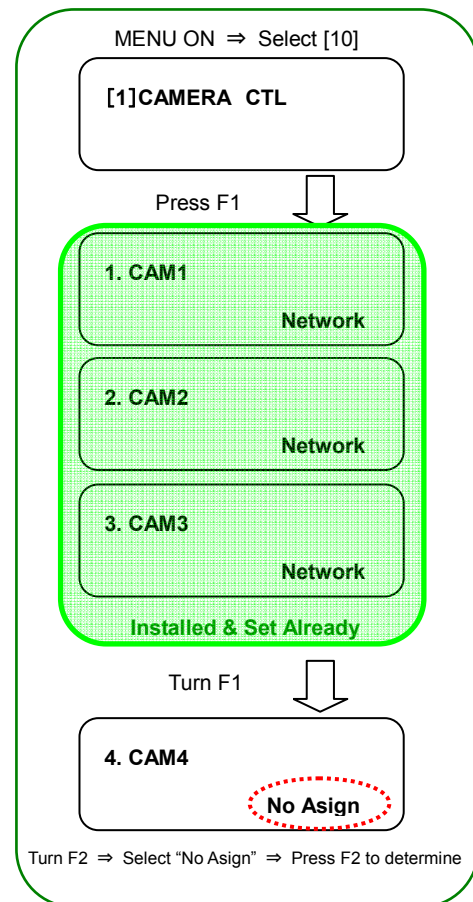 MENU ON ⇒ Select [10]
[1]CAMERA CTL
Press F1
1. CAM1
Network
2. CAM2
Network
3. CAM3
Network
Installed & Set Already
Turn F1
4. CAM4
No Asign
Turn F2 ⇒ Select “No Asign” ⇒ Press F2 to determine